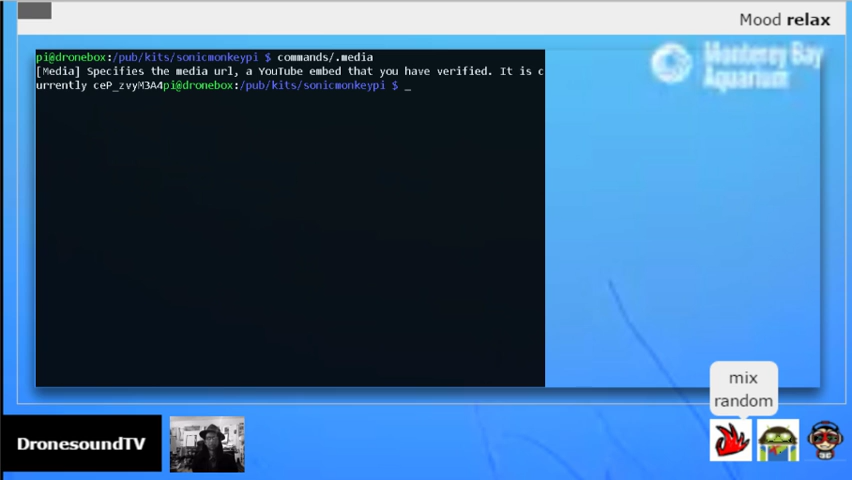 Mood relax
pi@dronebox:/pub/kits/sonicmonkeypi $ commands/.media
[Media] Specifies the media url, a YouTube embed that you have verified. It is c
urrently ceP_zvyM3A4pi@dronebox:/pub/kits/sonicmonkeypi $ _
Monterey Bay
Aquarium
mix
random
DronesoundTV